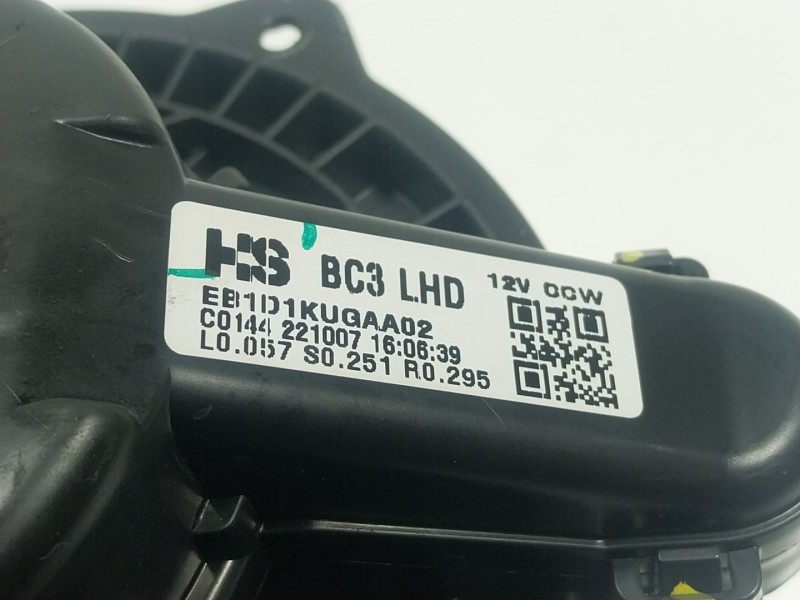 HS BC3 LHD 12V CCW
EB1D1KUGAA02
C0144 221007 16:06:39
L0.057 S0.251 R0.295